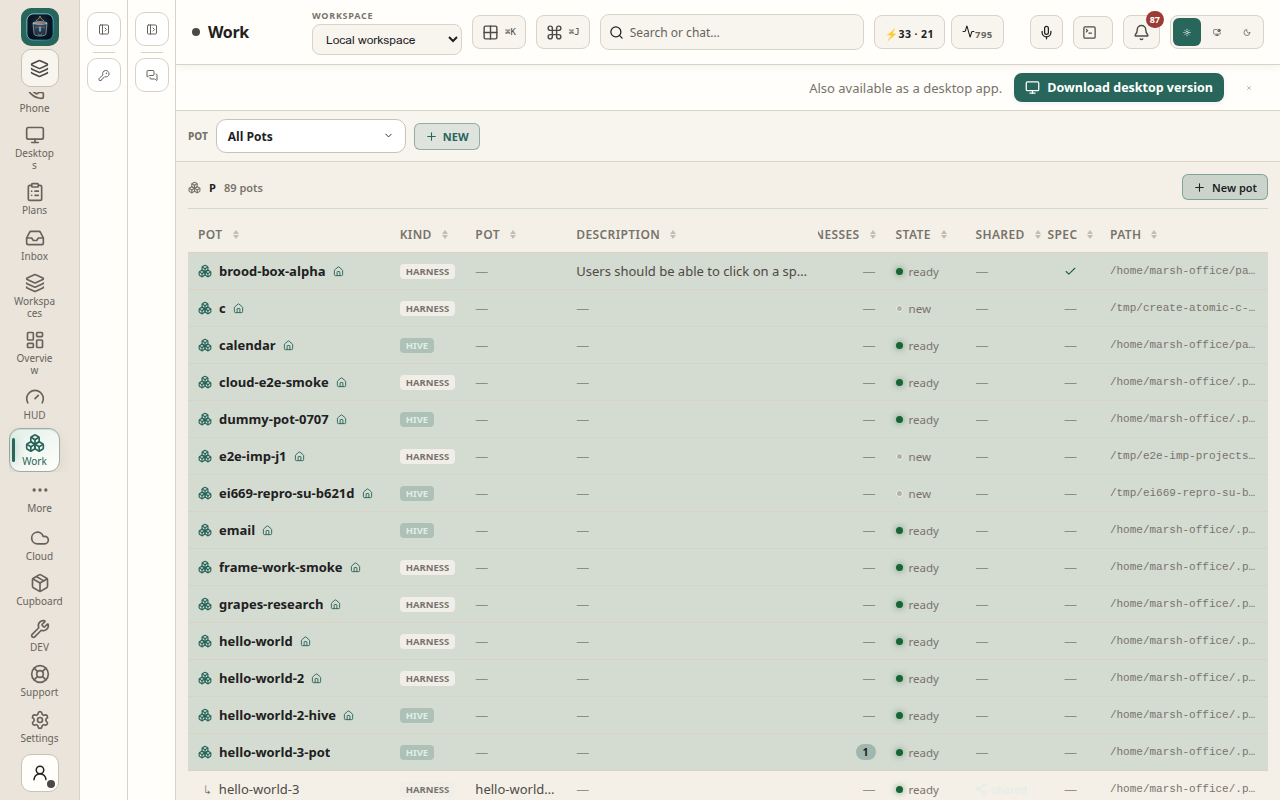 WORKSPACE
Work
Local workspace
⌘K
⌘J
Search or chat...
⚡33 · 21
795
87
Also available as a desktop app.
Download desktop version
×
Phone
Desktop
s
Plans
Inbox
Workspa
ces
Overvie
w
HUD
Work
More
Cloud
Cupboard
DEV
Support
Settings
POT
All Pots
+ NEW
P 89 pots
+ New pot
POT KIND POT DESCRIPTION NESSES STATE SHARED SPEC PATH
brood-box-alpha HARNESS — Users should be able to click on a sp... — ready — ✓ /home/marsh-office/pa…
c HARNESS — — — new — — /tmp/create-atomic-c-…
calendar HIVE — — — ready — — /home/marsh-office/pa…
cloud-e2e-smoke HARNESS — — — ready — — /home/marsh-office/.p…
dummy-pot-0707 HIVE — — — ready — — /home/marsh-office/.p…
e2e-imp-j1 HARNESS — — — new — — /tmp/e2e-imp-projects…
ei669-repro-su-b621d HIVE — — — new — — /tmp/ei669-repro-su-b…
email HIVE — — — ready — — /home/marsh-office/.p…
frame-work-smoke HARNESS — — — ready — — /home/marsh-office/.p…
grapes-research HARNESS — — — ready — — /home/marsh-office/.p…
hello-world HARNESS — — — ready — — /home/marsh-office/.p…
hello-world-2 HARNESS — — — ready — — /home/marsh-office/.p…
hello-world-2-hive HIVE — — — ready — — /home/marsh-office/.p…
hello-world-3-pot HIVE — — 1 ready — — /home/marsh-office/.p…
↳ hello-world-3 HARNESS hello-world... — — ready — /home/marsh-office/.p…